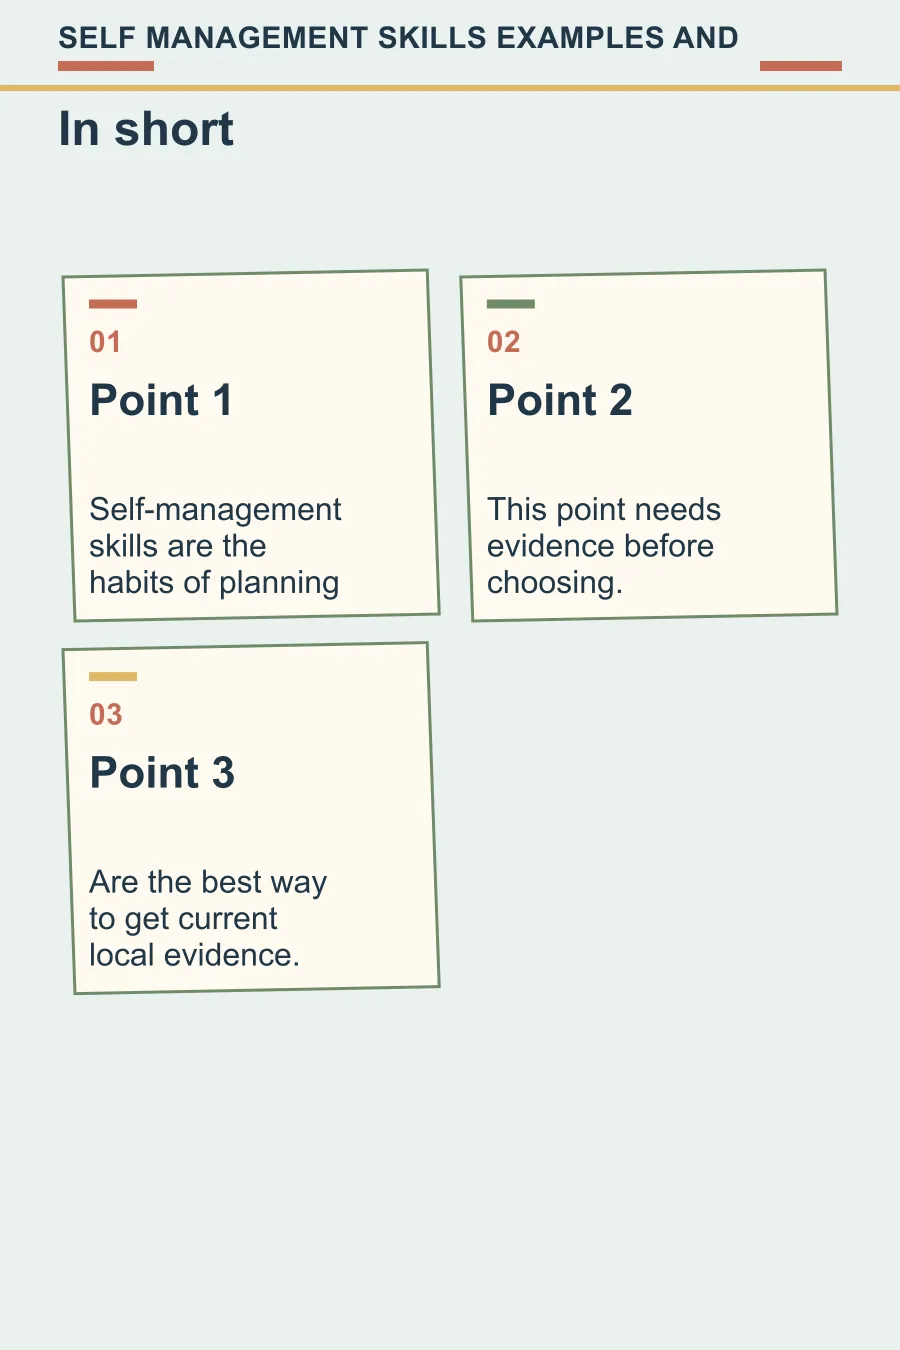 SELF MANAGEMENT SKILLS EXAMPLES AND
In short
01
Point 1
Self-management
skills are the
habits of planning
02
Point 2
This point needs
evidence before
choosing.
03
Point 3
Are the best way
to get current
local evidence.